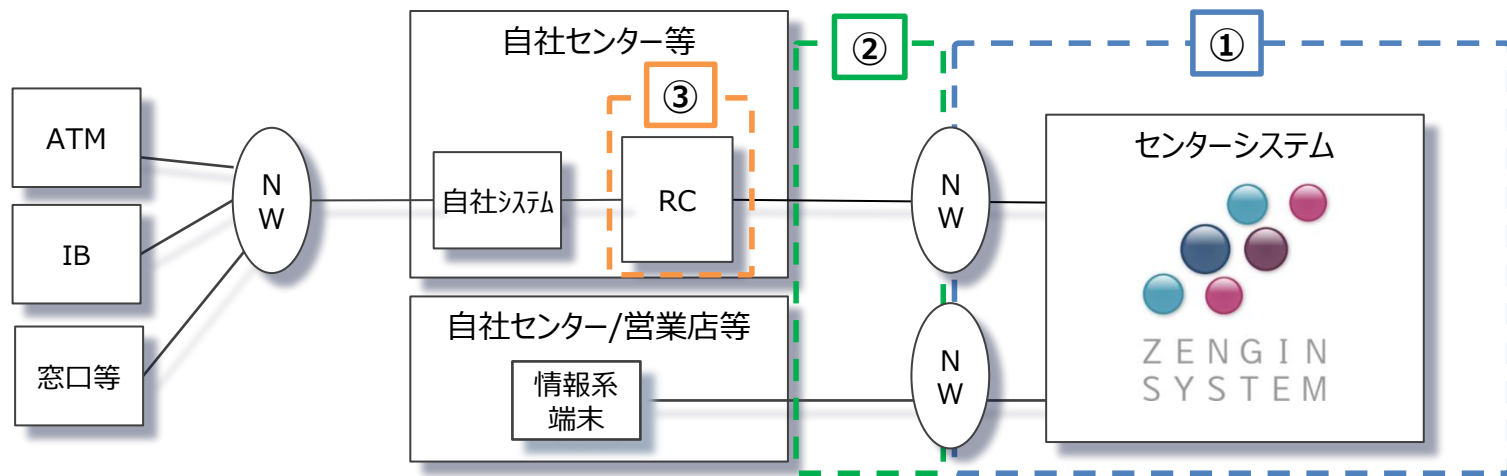 自社センター等
②
①
③
ATM
センターシステム
N
W
N
W
自社システム
RC
IB
自社センター/営業店等
窓口等
情報系
端末
N
W
ZENGIN
SYSTEM